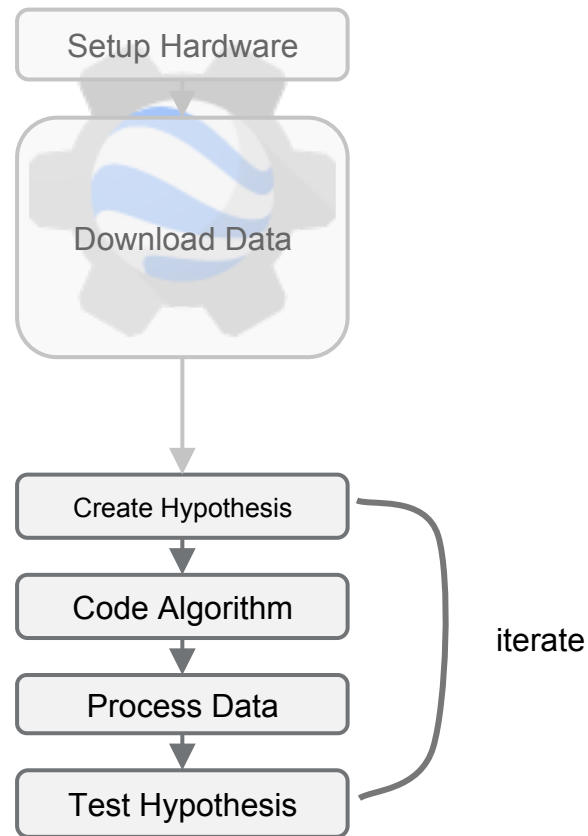 Setup Hardware
Download Data
Create Hypothesis
Code Algorithm
iterate
Process Data
Test Hypothesis